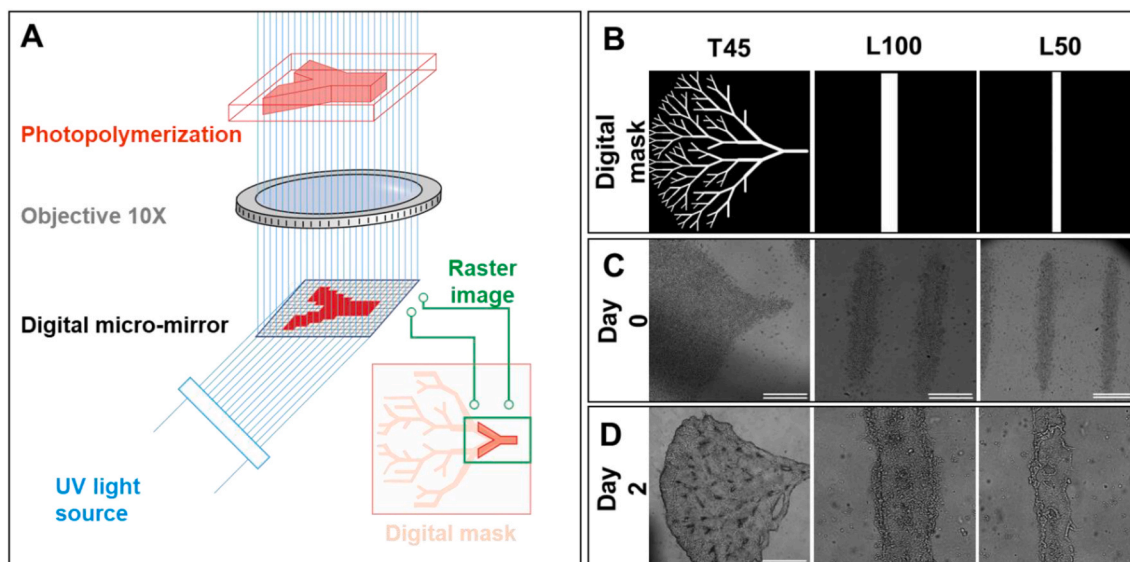 A
Photopolymerization
Objective 10X
Raster
image
Digital micro-mirror
UV light
source
Digital mask
B
T45
L100
L50
Digital
mask
C
Day
0
D
Day
2